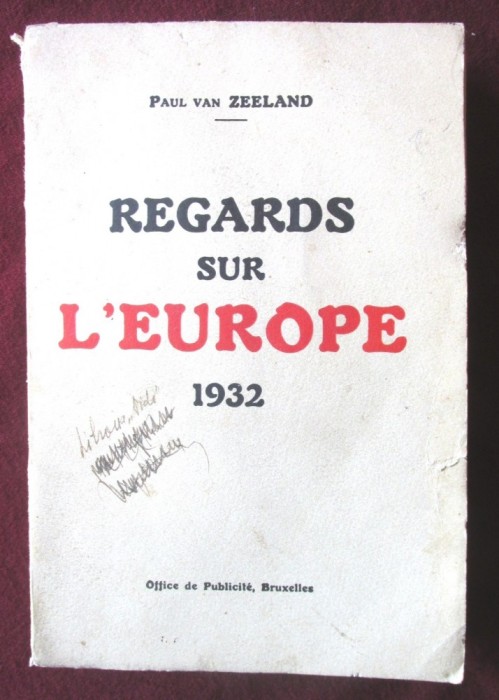 PAUL VAN ZEELAND
REGARDS
SUR
L'EUROPE
1932
Office de Publicité, Bruxelles